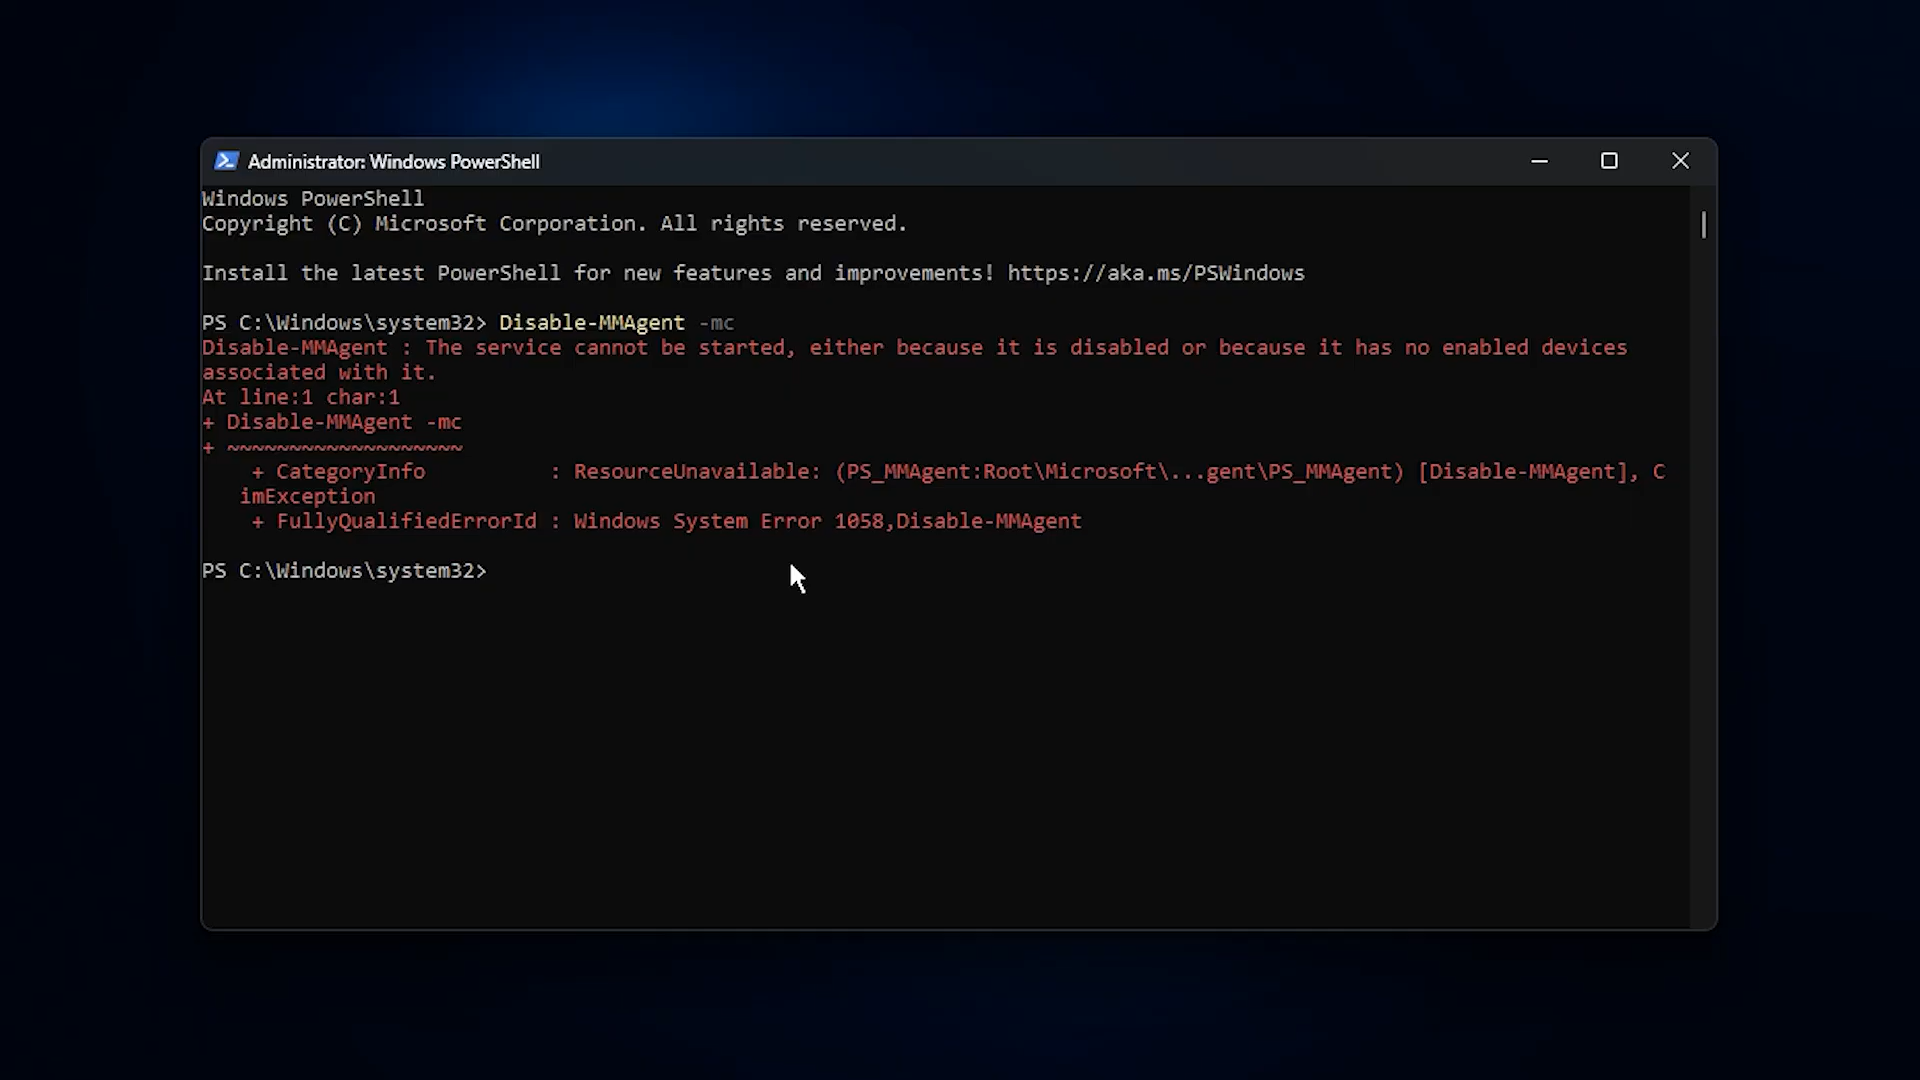 Administrator: Windows PowerShell
Windows PowerShell
Copyright (C) Microsoft Corporation. All rights reserved.
Install the latest PowerShell for new features and improvements! https://aka.ms/PSWindows
PS C:\Windows\system32> Disable-MMAgent -mc
Disable-MMAgent : The service cannot be started, either because it is disabled or because it has no enabled devices
associated with it.
At line:1 char:1
+ Disable-MMAgent -mc
+ ~~~~~~~~~~~~~~~~~~~
    + CategoryInfo          : ResourceUnavailable: (PS_MMAgent:Root\Microsoft\...gent\PS_MMAgent) [Disable-MMAgent], C
   imException
    + FullyQualifiedErrorId : Windows System Error 1058,Disable-MMAgent
PS C:\Windows\system32>